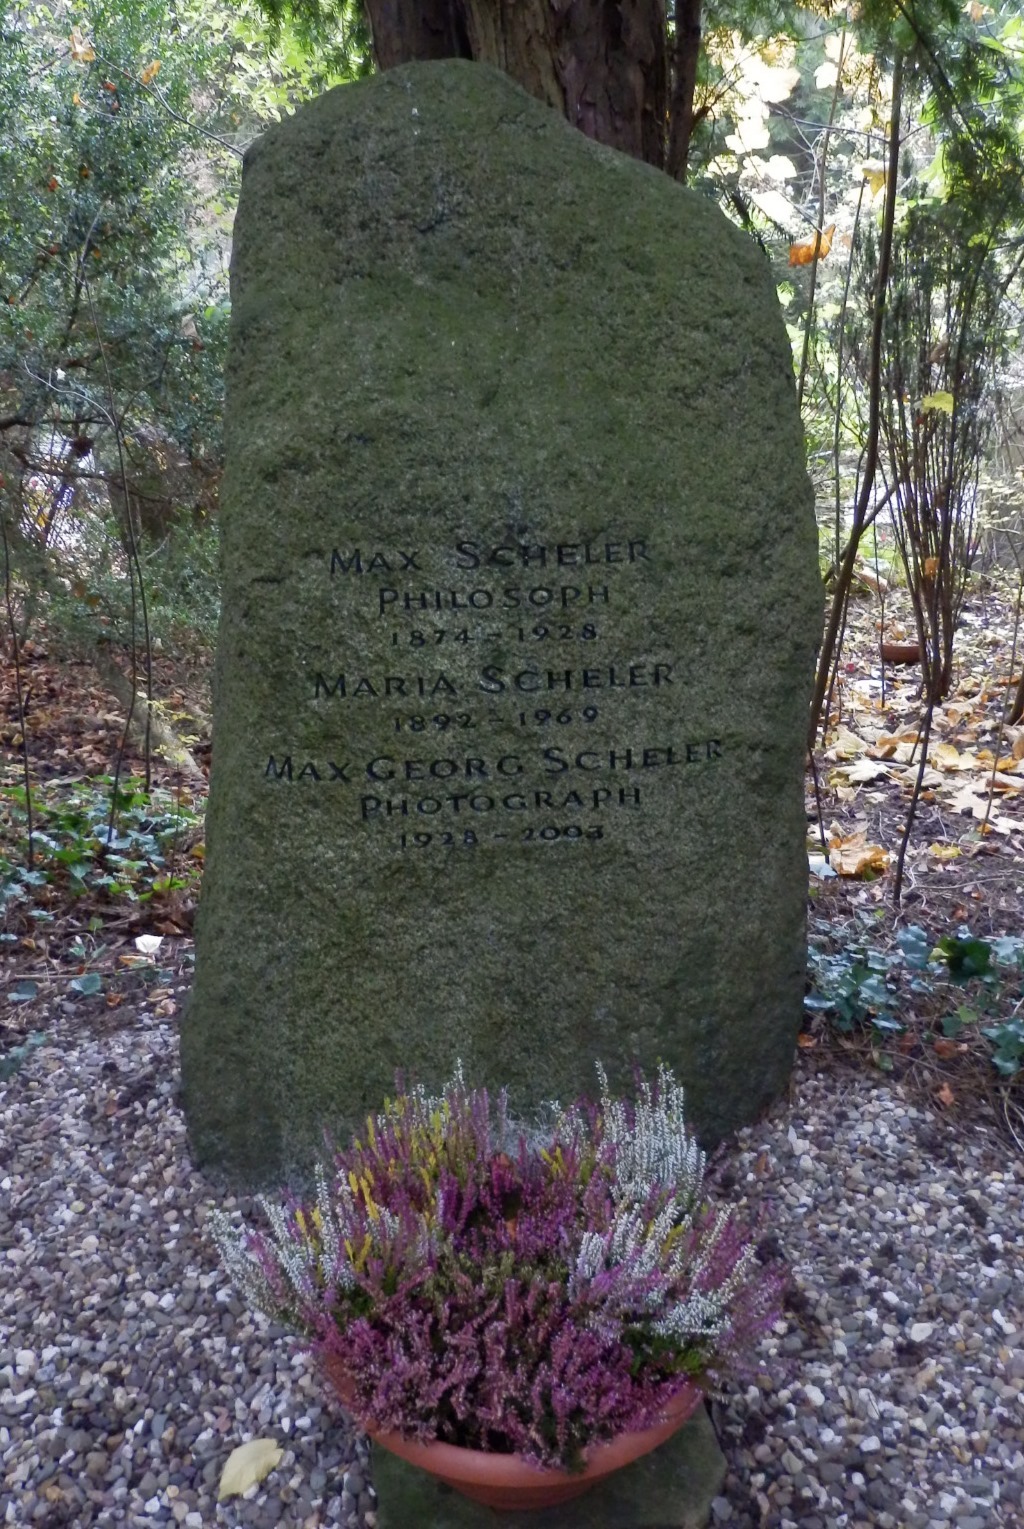 MAX SCHELER
PHILOSOPH
1874 - 1928
MARIA SCHELER
1892 - 1969
MAX GEORG SCHELER
PHOTOGRAPH
1928 - 2003